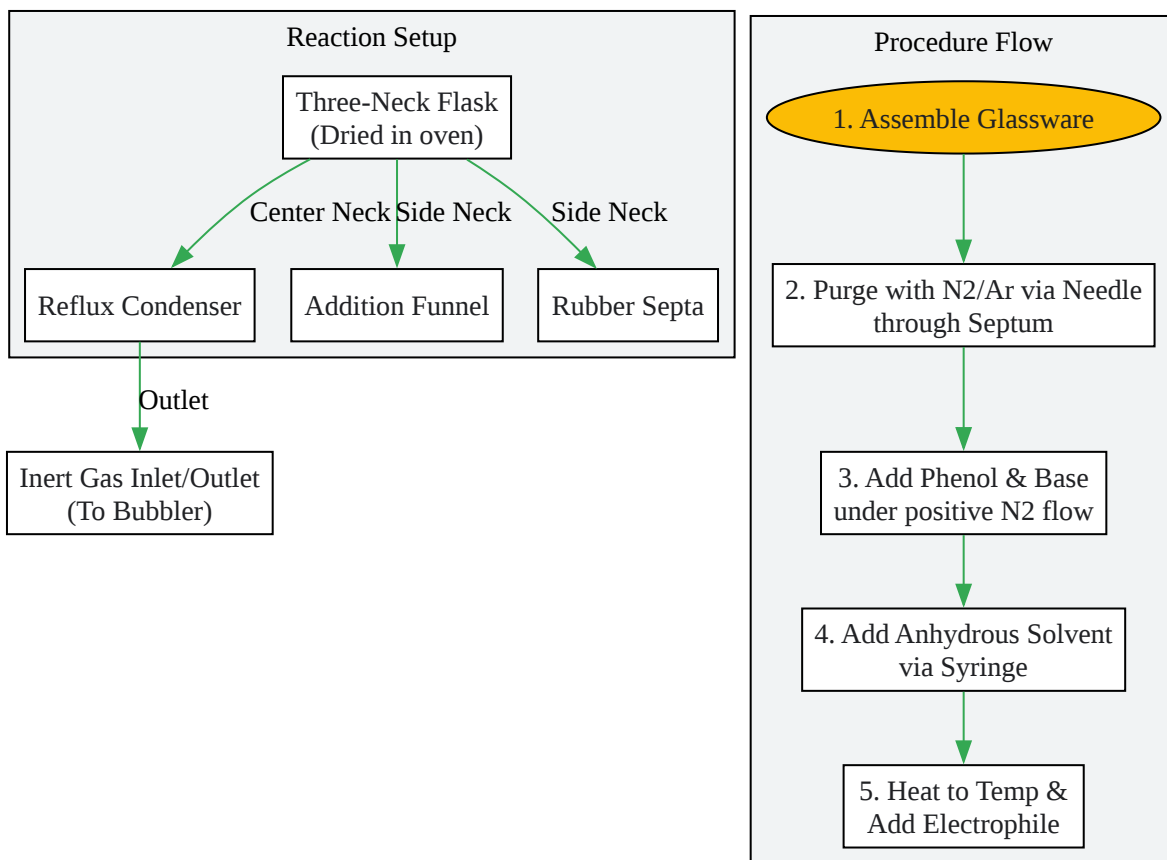 Reaction Setup
Three-Neck Flask
(Dried in oven)
Center Neck
Side Neck
Side Neck
Reflux Condenser
Addition Funnel
Rubber Septa
Outlet
Inert Gas Inlet/Outlet
(To Bubbler)
Procedure Flow
1. Assemble Glassware
2. Purge with N2/Ar via Needle
through Septum
3. Add Phenol & Base
under positive N2 flow
4. Add Anhydrous Solvent
via Syringe
5. Heat to Temp &
Add Electrophile